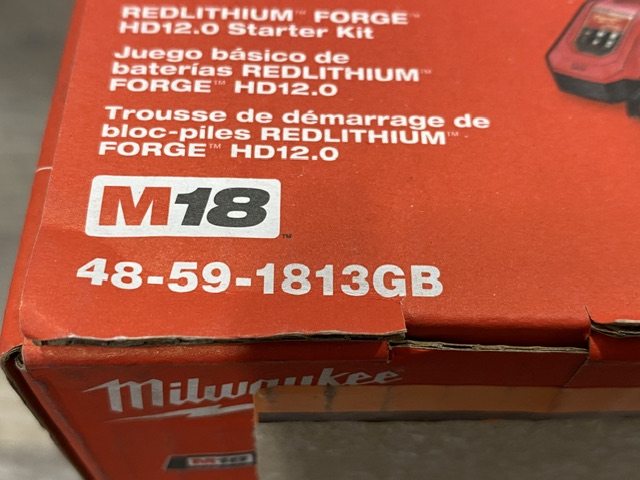 REDLITHIUM™ FORGE™
HD12.0 Starter Kit
Juego básico de
baterías REDLITHIUM™
FORGE™ HD12.0
Trousse de démarrage de
bloc-piles REDLITHIUM™
FORGE™ HD12.0
M18™
48-59-1813GB
Milwaukee
M18